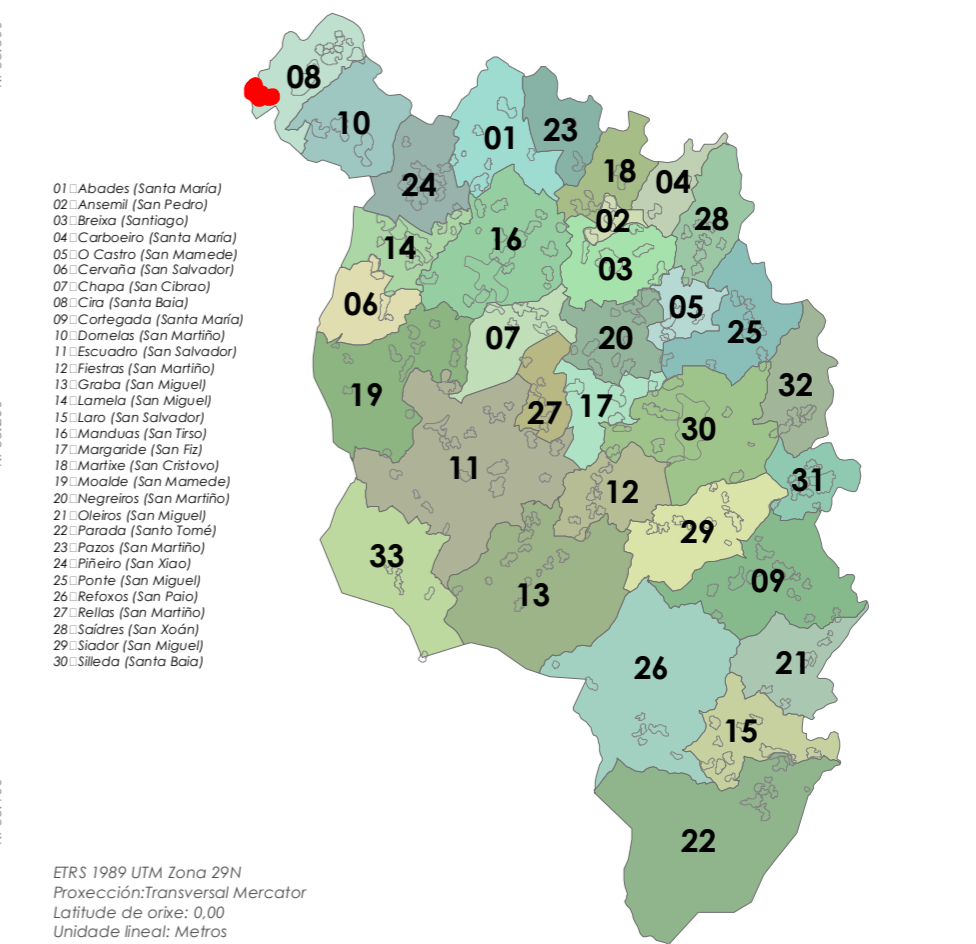 08
10
01
23
24
18
04
02
28
16
14
03
06
05
07
20
25
19
32
27
17
30
11
12
31
29
33
13
09
26
21
15
22
01 Abades (Santa María)
02 Ansemil (San Pedro)
03 Breixa (Santiago)
04 Carboeiro (Santa María)
05 O Castro (San Mamede)
06 Cervaña (San Salvador)
07 Chapa (San Cibrao)
08 Cira (Santa Baia)
09 Cortegada (Santa María)
10 Dornelas (San Martiño)
11 Escuadro (San Salvador)
12 Fiestras (San Martiño)
13 Graba (San Miguel)
14 Lamela (San Miguel)
15 Laro (San Salvador)
16 Manduas (San Tirso)
17 Margaride (San Fiz)
18 Martixe (San Cristovo)
19 Moalde (San Mamede)
20 Negreiros (San Martiño)
21 Oleiros (San Miguel)
22 Parada (Santo Tomé)
23 Pazos (San Martiño)
24 Piñeiro (San Xiao)
25 Ponte (San Miguel)
26 Refoxos (San Paio)
27 Rellas (San Martiño)
28 Saídres (San Xoán)
29 Siador (San Miguel)
30 Silleda (Santa Baia)
ETRS 1989 UTM Zona 29N
Proxección:Transversal Mercator
Latitude de orixe: 0,00
Unidade lineal: Metros